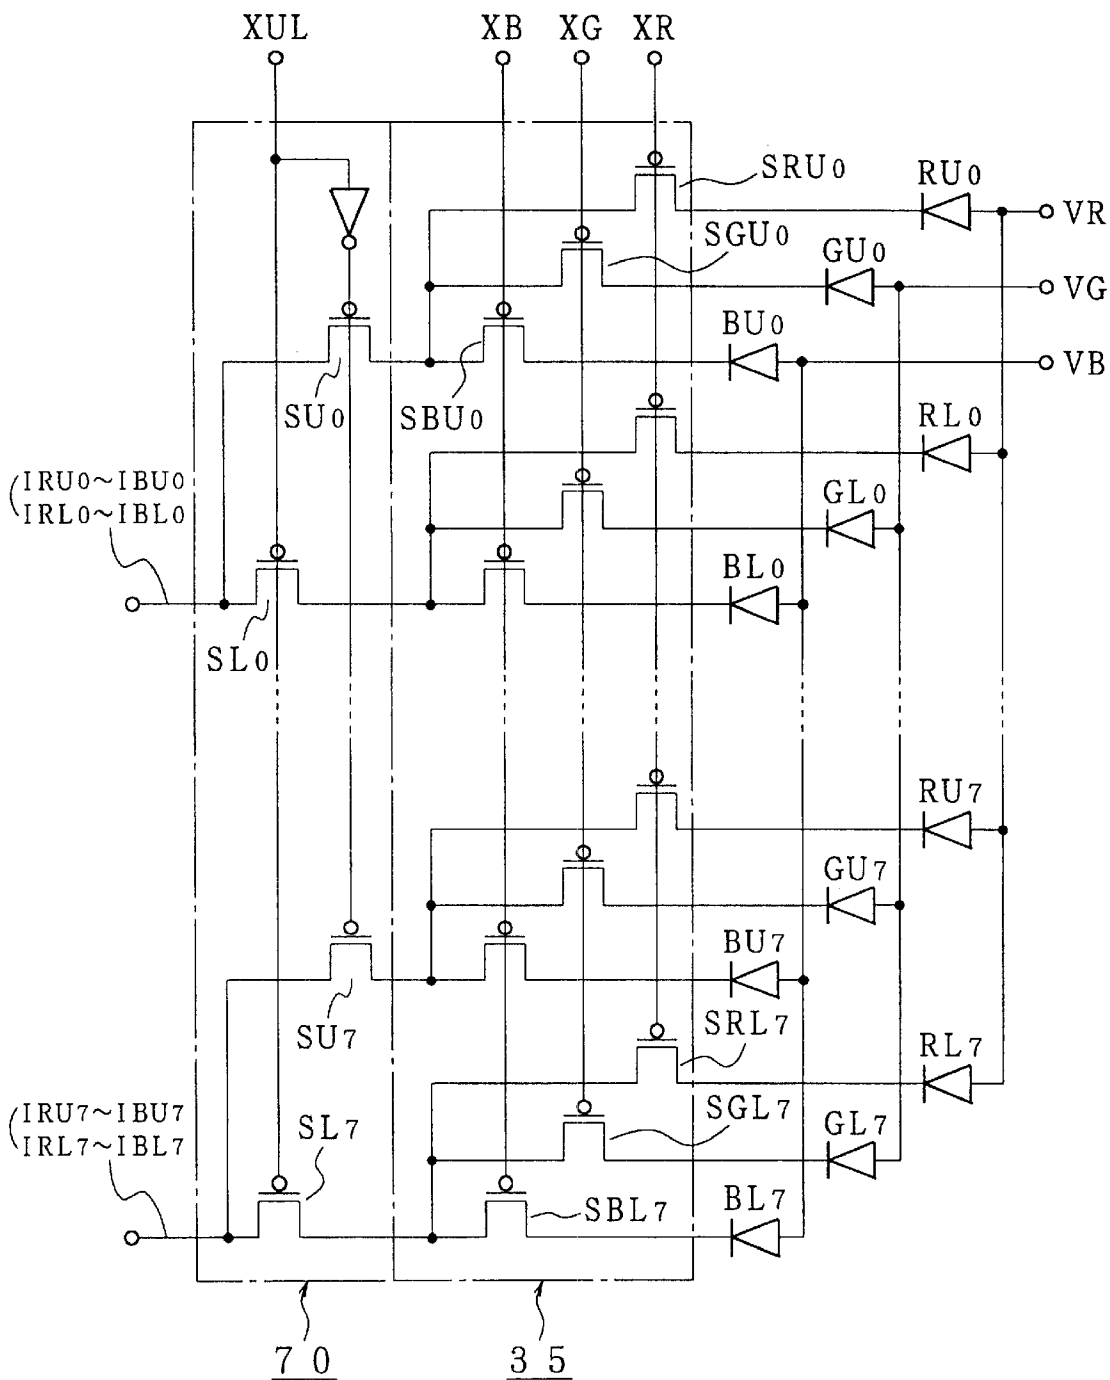 XUL XB XG XR
SRU0 RU0
VR
SGU0 GU0
VG
BU0
VB
SU0 SBU0
RL0
IRU0~IBU0
IRL0~IBL0
GL0
BL0
SL0
RU7
GU7
BU7
SU7
SRL7 RL7
IRU7~IBU7
IRL7~IBL7
SL7 SGL7 GL7
SBL7 BL7
70 35